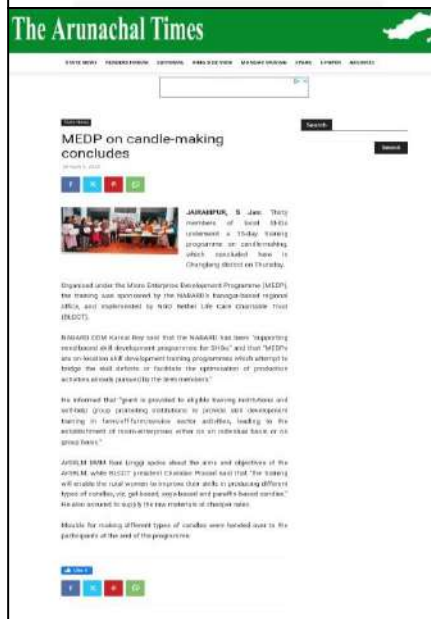 The Arunachal Times
STATE NEWS
State News
Search
MEDP on candle-making
concludes
Search
JAIRAMPUR, 5 Jan: Thirty
members of local SHGs
underwent a 15-day training
programme on candle-making,
which concluded here in
Changlang district on Thursday.
Organised under the Micro Enterprise Development Programme (MEDP),
the training was sponsored by the NABARD's Itanagar-based regional
office, and implemented by NGO Bethel Life Care Charitable Trust
(BLCCT).
NABARD DDM Kamal Roy said that the NABARD has been "supporting
need-based skill development programmes for SHGs" and that "MEDPs
are on-location skill development training programmes which attempt to
bridge the skill deficits or facilitate the optimisation of production
activities already pursued by the SHG members."
He informed that "grant is provided to eligible training institutions and
self-help group promoting institutions to provide skill development
training in farm/off-farm/service sector activities, leading to the
establishment of micro-enterprises either on an individual basis or on
group basis."
ArSRLM BMM Bani Linggi spoke about the aims and objectives of the
ArSRLM, while BLCCT president Chandan Prasad said that "the training
will enable the rural women to improve their skills in producing different
types of candles, viz, gel-based, soya-based and paraffin-based candles."
He also assured to supply the raw materials at cheaper rates.
Moulds for making different types of candles were handed over to the
participants at the end of the programme.